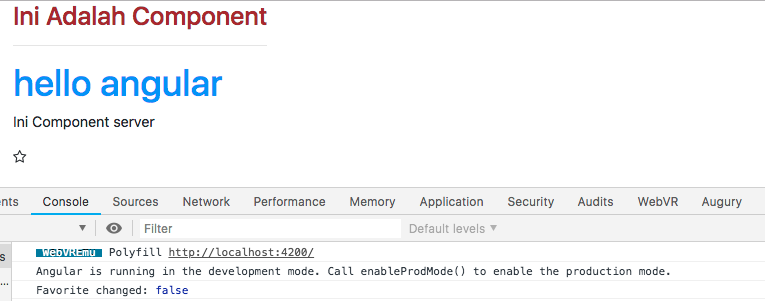 Ini Adalah Component
hello angular
Ini Component server
ents Console Sources Network Performance Memory Application Security Audits WebVR Augury
Filter Default levels ▼
s WebVREmu Polyfill http://localhost:4200/
Angular is running in the development mode. Call enableProdMode() to enable the production mode.
... Favorite changed: false